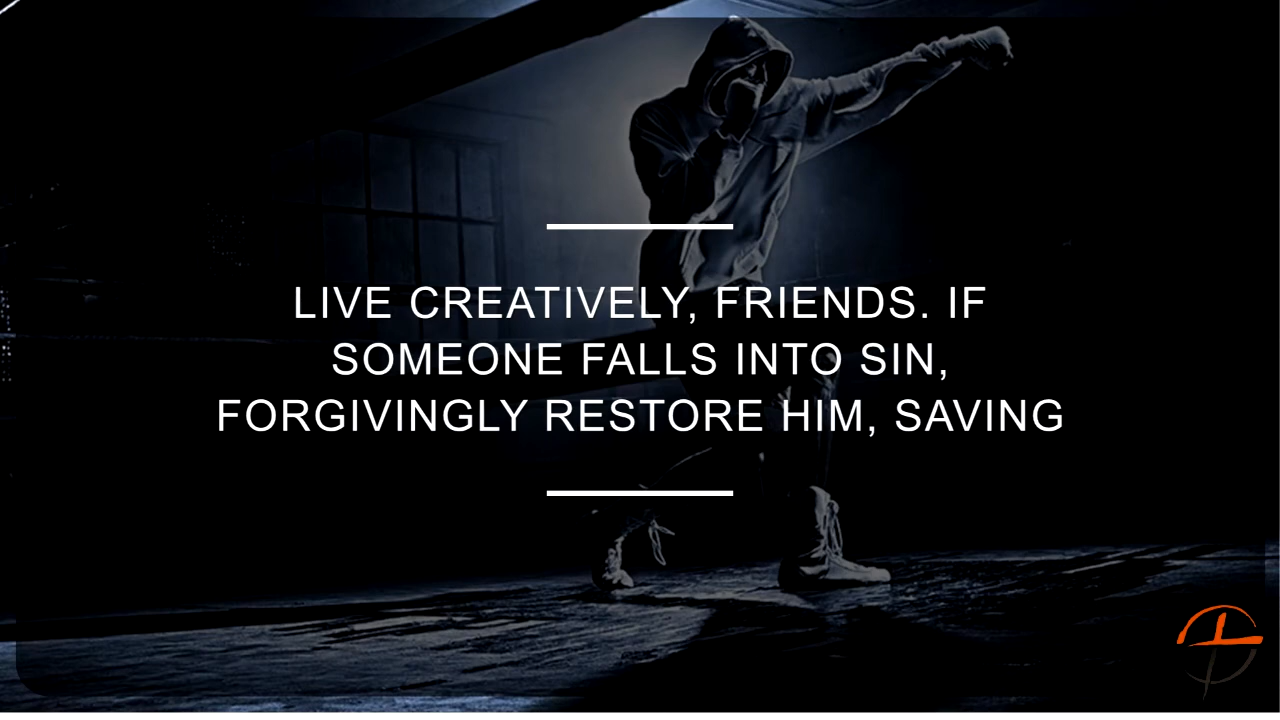 LIVE CREATIVELY, FRIENDS. IF
SOMEONE FALLS INTO SIN,
FORGIVINGLY RESTORE HIM, SAVING